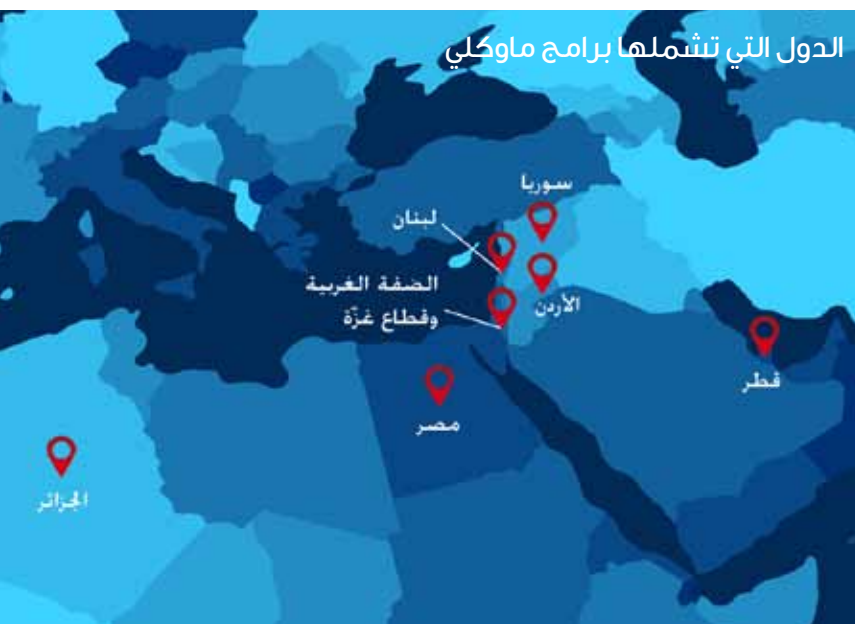 الدول التي تشملها برامج ماوكلي
سوريا
لبنان
الضفة الغربية
وقطاع غزّة
الأردن
قطر
مصر
الجزائر